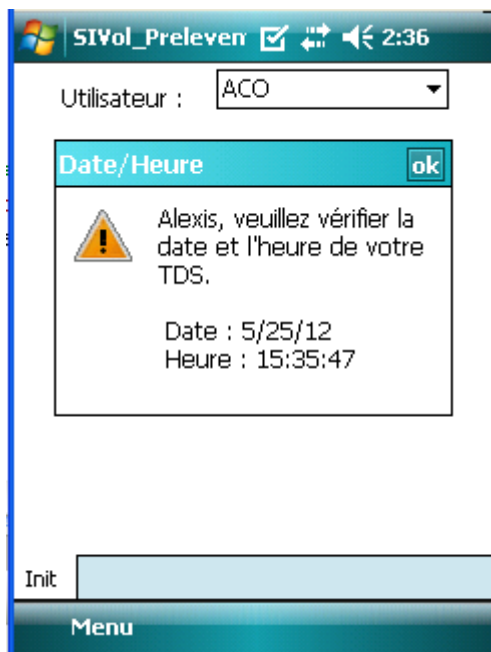 SIVol_Preleven 2:36
Utilisateur : ACO
Date/Heure ok
Alexis, veuillez vérifier la
date et l'heure de votre
TDS.
Date : 5/25/12
Heure : 15:35:47
Init
Menu